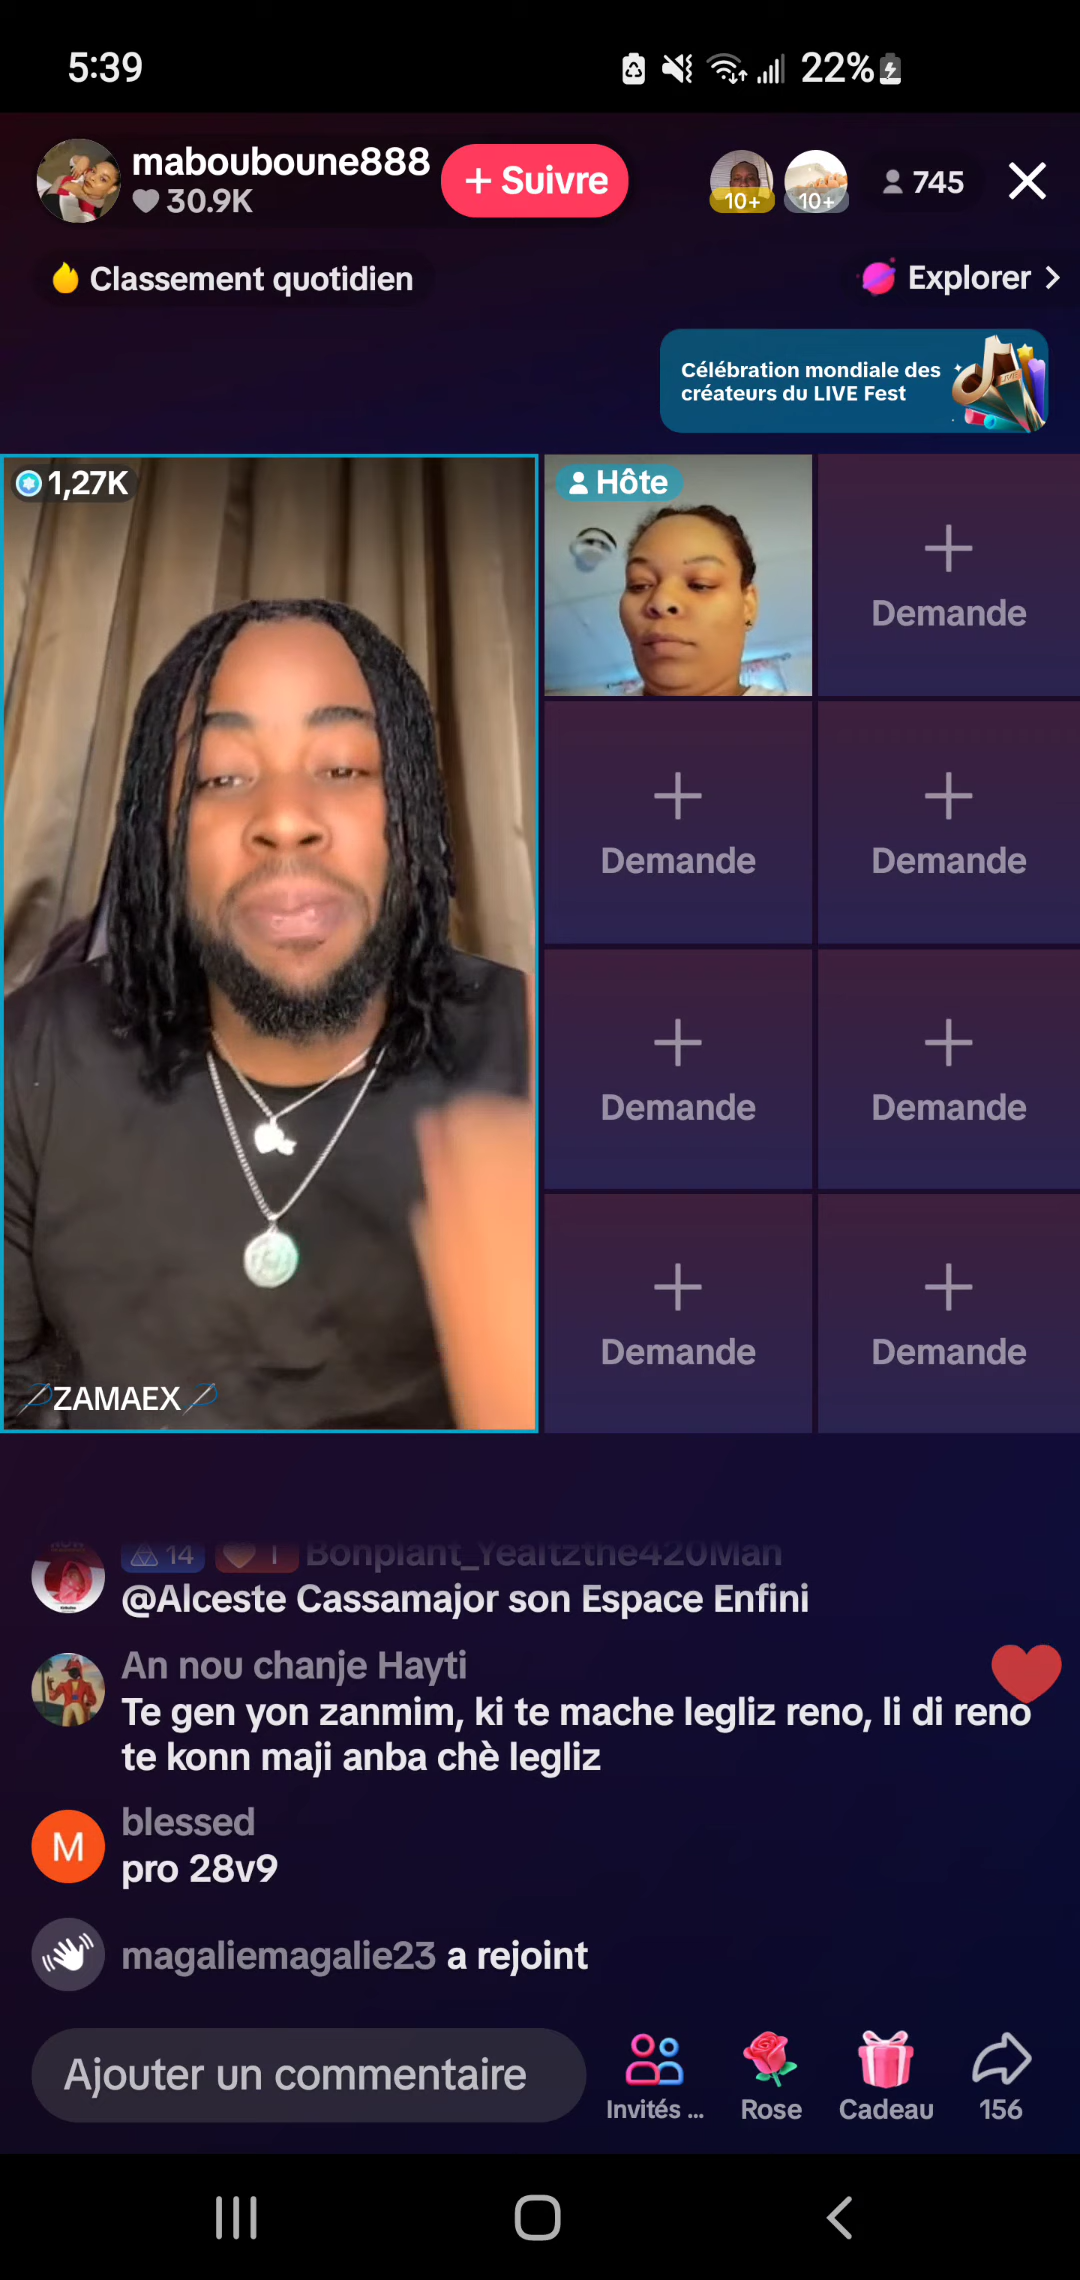 5:39
22%
mabouboune888
30.9K
+ Suivre
10+
10+
745
Classement quotidien
Explorer
Célébration mondiale des
créateurs du LIVE Fest
1,27K
Hôte
Demande
Demande
Demande
Demande
Demande
Demande
Demande
ZAMAEX
14
1
Bonplant_Yealtzthe420Man
@Alceste Cassamajor son Espace Enfini
An nou chanje Hayti
Te gen yon zanmim, ki te mache legliz reno, li di reno
te konn maji anba chè legliz
M
blessed
pro 28v9
magaliemagalie23 a rejoint
Ajouter un commentaire
Invités ...
Rose
Cadeau
156